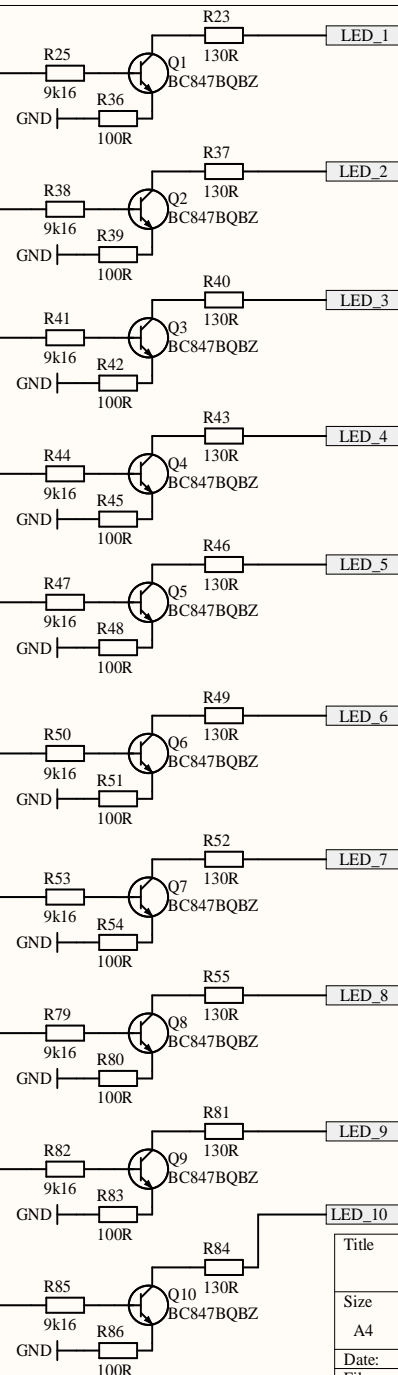 R23
LED_1
130R
R25
Q1
BC847BQBZ
9k16
R36
GND
100R
R37
LED_2
130R
R38
Q2
BC847BQBZ
9k16
R39
GND
100R
R40
LED_3
130R
R41
Q3
BC847BQBZ
9k16
R42
GND
100R
R43
LED_4
130R
R44
Q4
BC847BQBZ
9k16
R45
GND
100R
R46
LED_5
130R
R47
Q5
BC847BQBZ
9k16
R48
GND
100R
R49
LED_6
130R
R50
Q6
BC847BQBZ
9k16
R51
GND
100R
R52
LED_7
130R
R53
Q7
BC847BQBZ
9k16
R54
GND
100R
R55
LED_8
130R
R79
Q8
BC847BQBZ
9k16
R80
GND
100R
R81
LED_9
130R
R82
Q9
BC847BQBZ
9k16
R83
GND
100R
LED_10
R84
130R
R85
Q10
BC847BQBZ
9k16
R86
GND
100R
Title
Size
A4
Date: